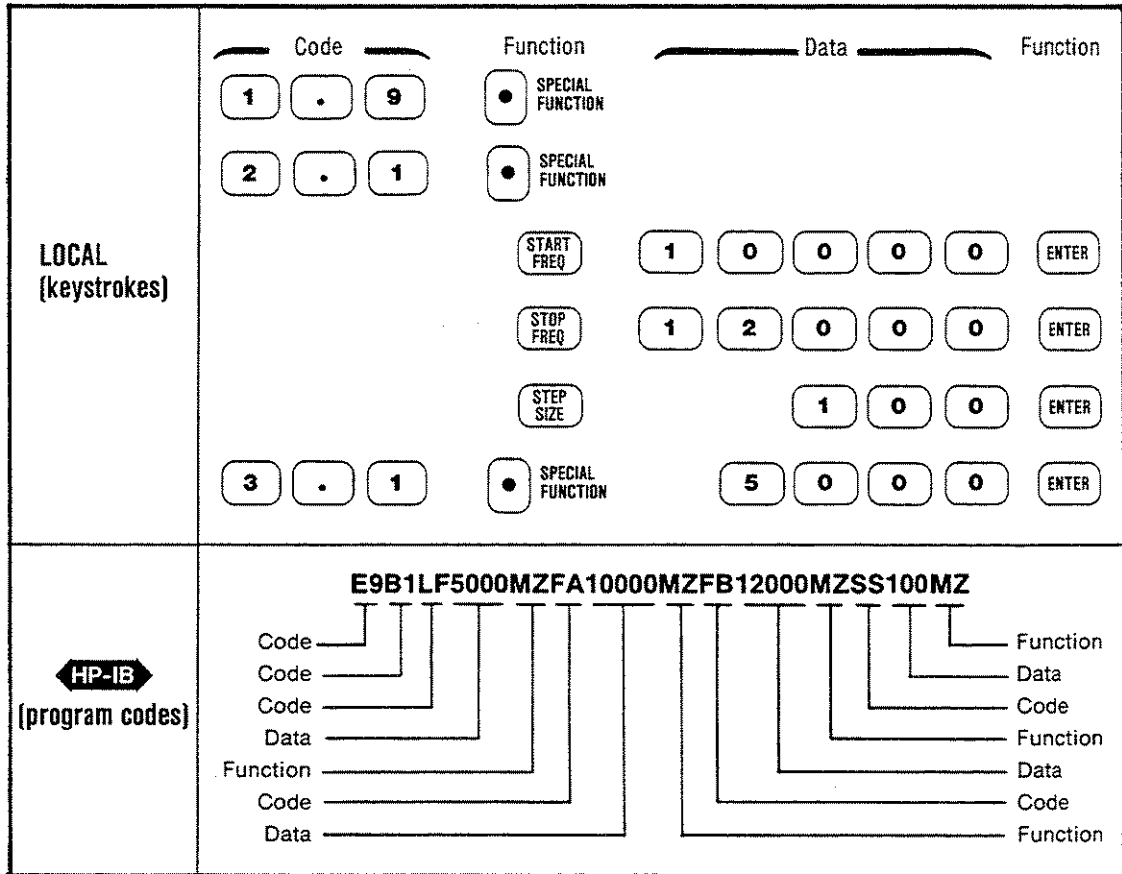 Code Function Data Function
1 . 9 • SPECIAL FUNCTION
2 . 1 • SPECIAL FUNCTION
LOCAL
(keystrokes)
START FREQ 1 0 0 0 0 ENTER
STOP FREQ 1 2 0 0 0 ENTER
STEP SIZE 1 0 0 ENTER
3 . 1 • SPECIAL FUNCTION 5 0 0 0 ENTER
HP-IB
(program codes)
E9B1LF5000MZFA10000MZFB12000MZSS100MZ
Code Function
Code Data
Code Code
Data Function
Function Data
Code Code
Data Function